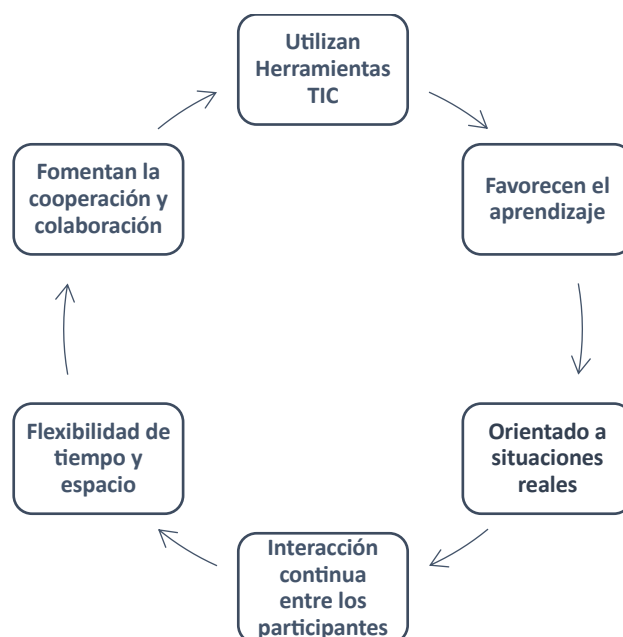 Utilizan
Herramientas
TIC
Favorecen el
aprendizaje
Orientado a
situaciones
reales
Interacción
continua
entre los
participantes
Flexibilidad de
tiempo y
espacio
Fomentan la
cooperación y
colaboración